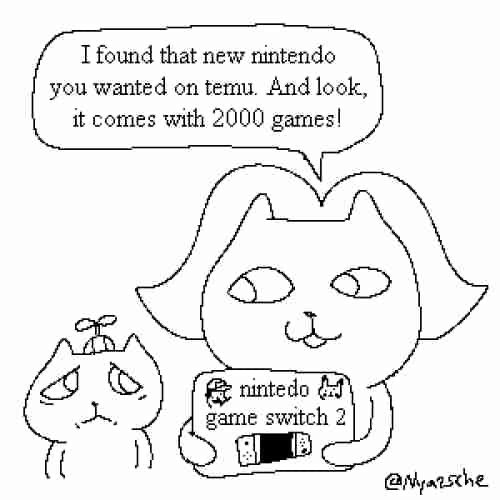 I found that new nintendo
you wanted on temu. And look,
it comes with 2000 games!
nintedo
game switch 2
@Nyazsche